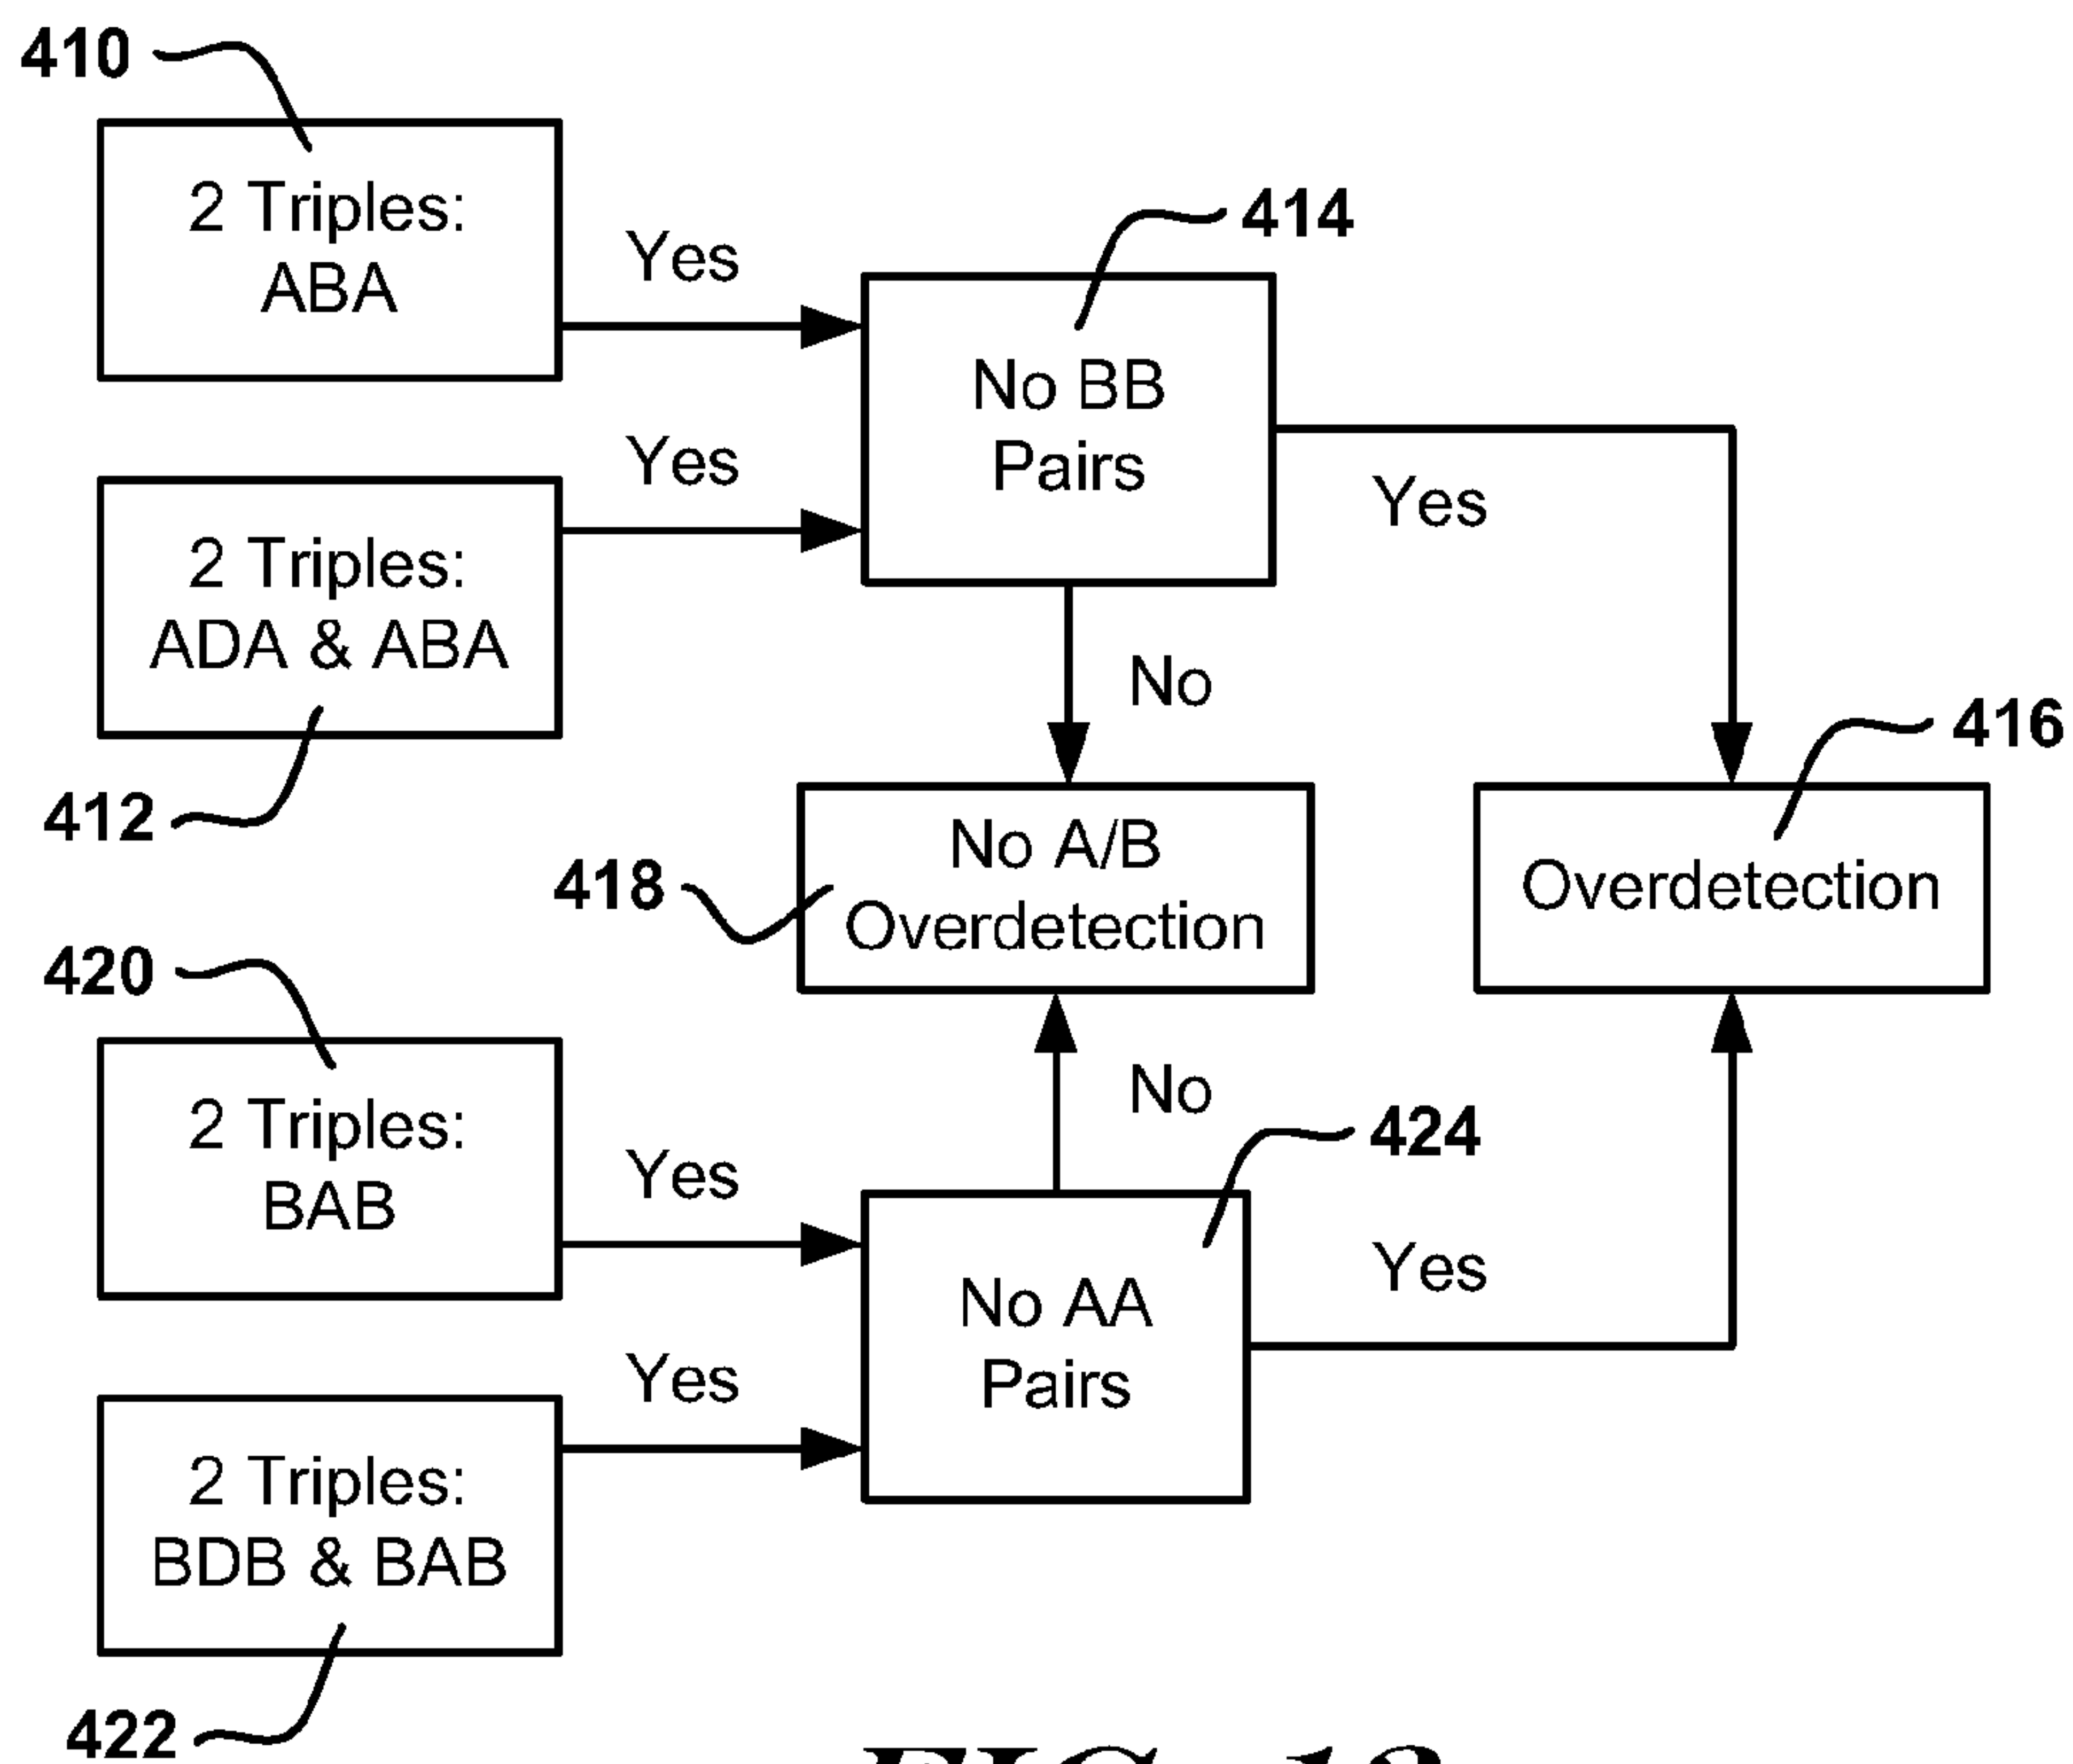 410
2 Triples:
ABA
Yes
414
No BB
Pairs
Yes
2 Triples:
ADA & ABA
Yes
412
No
416
418
No A/B
Overdetection
Overdetection
420
2 Triples:
BAB
Yes
No
424
No AA
Pairs
Yes
2 Triples:
BDB & BAB
Yes
422